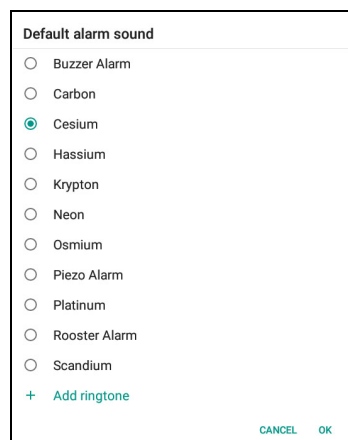 Default alarm sound
Buzzer Alarm
Carbon
Cesium
Hassium
Krypton
Neon
Osmium
Piezo Alarm
Platinum
Rooster Alarm
Scandium
+ Add ringtone
CANCEL OK